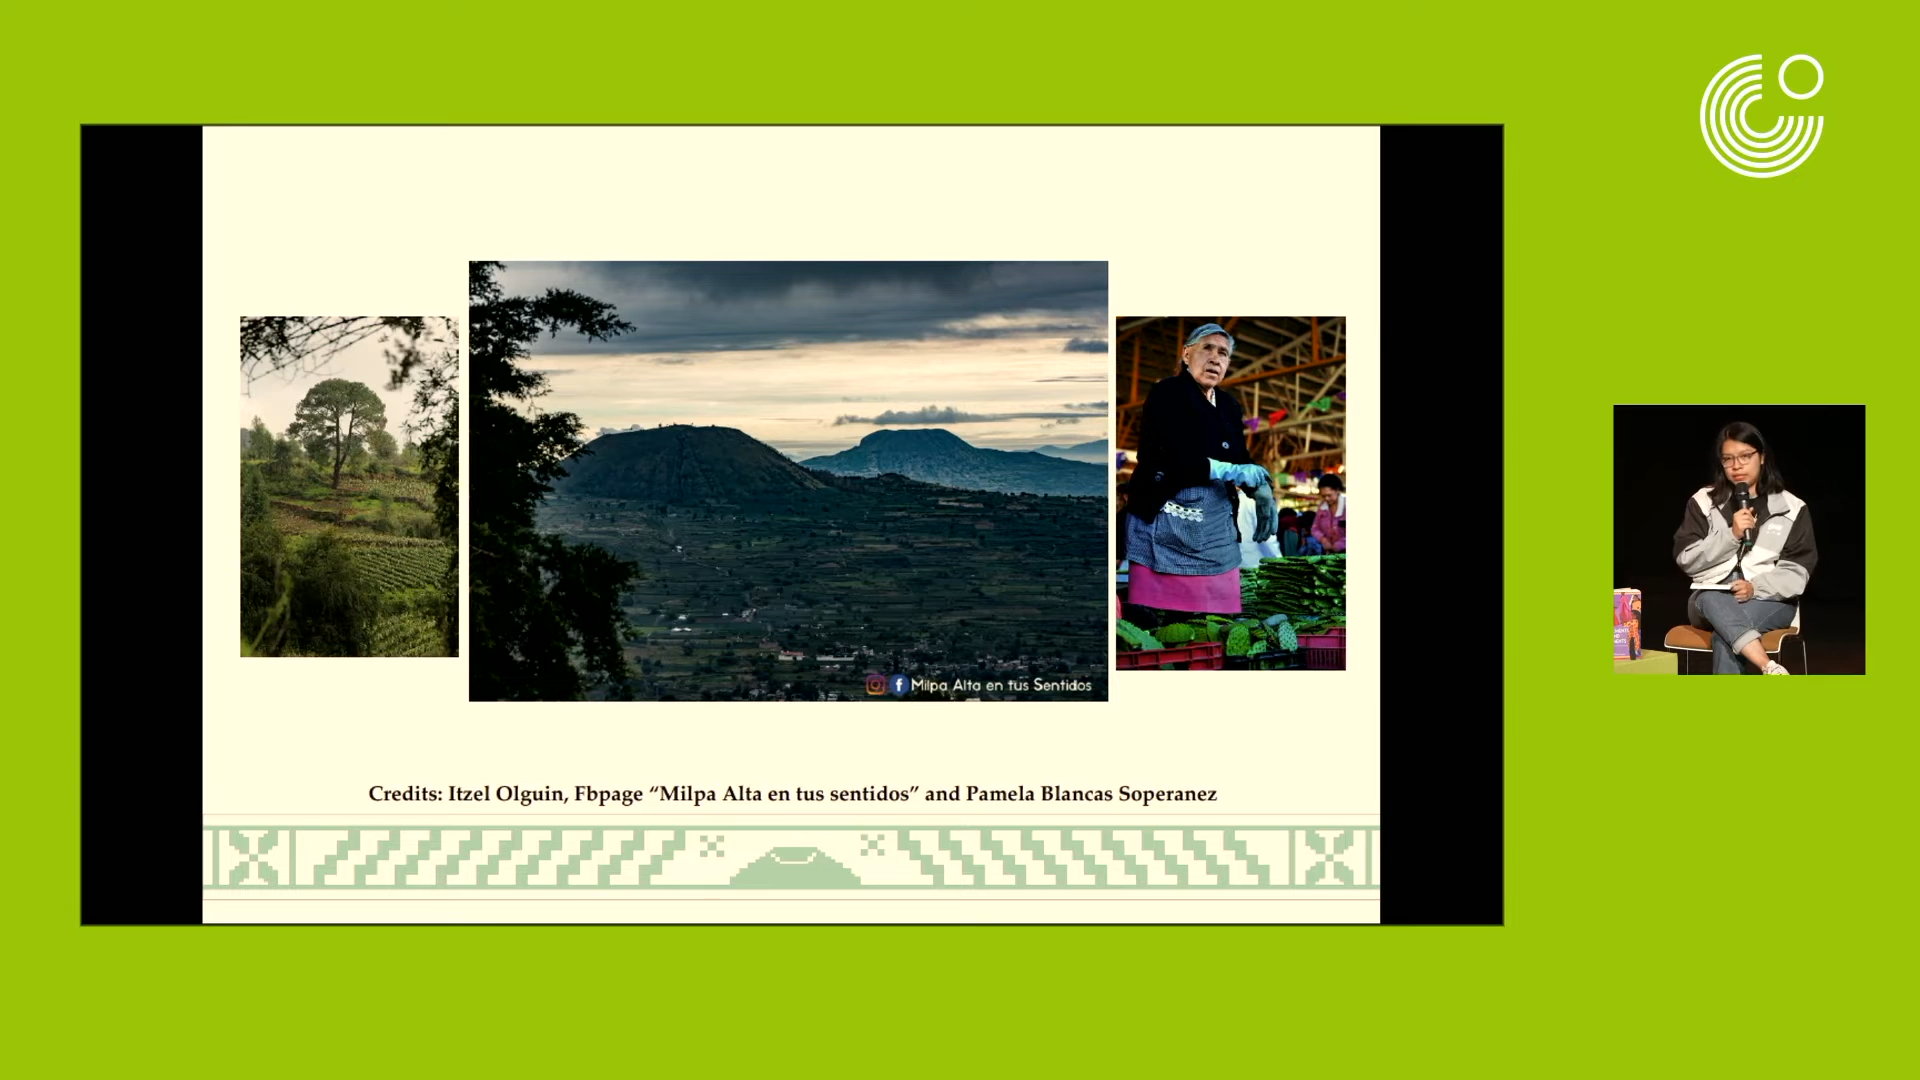 Milpa Alta en tus Sentidos
Credits: Itzel Olguin, Fbpage “Milpa Alta en tus sentidos” and Pamela Blancas Soperanez